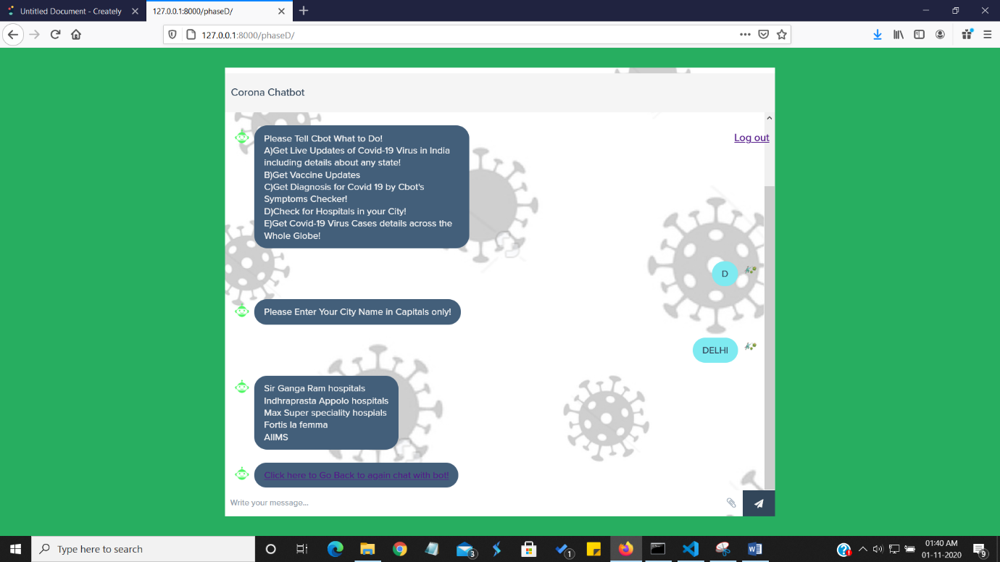 Untitled Document - Creately
127.0.0.1:8000/phaseD/
127.0.0.1:8000/phaseD/
Corona Chatbot
Log out
Please Tell Cbot What to Do!
A)Get Live Updates of Covid-19 Virus in India
including details about any state!
B)Get Vaccine Updates
C)Get Diagnosis for Covid 19 by Cbot's
Symptoms Checker!
D)Check for Hospitals in your City!
E)Get Covid-19 Virus Cases details across the
Whole Globe!
D
Please Enter Your City Name in Capitals only!
DELHI
Sir Ganga Ram hospitals
Indhraprasta Appolo hospitals
Max Super speciality hospials
Fortis la femma
AIIMS
Click here to Go Back to again chat with bot!
Write your message...
Type here to search
3
1
01:40 AM
01-11-2020
9